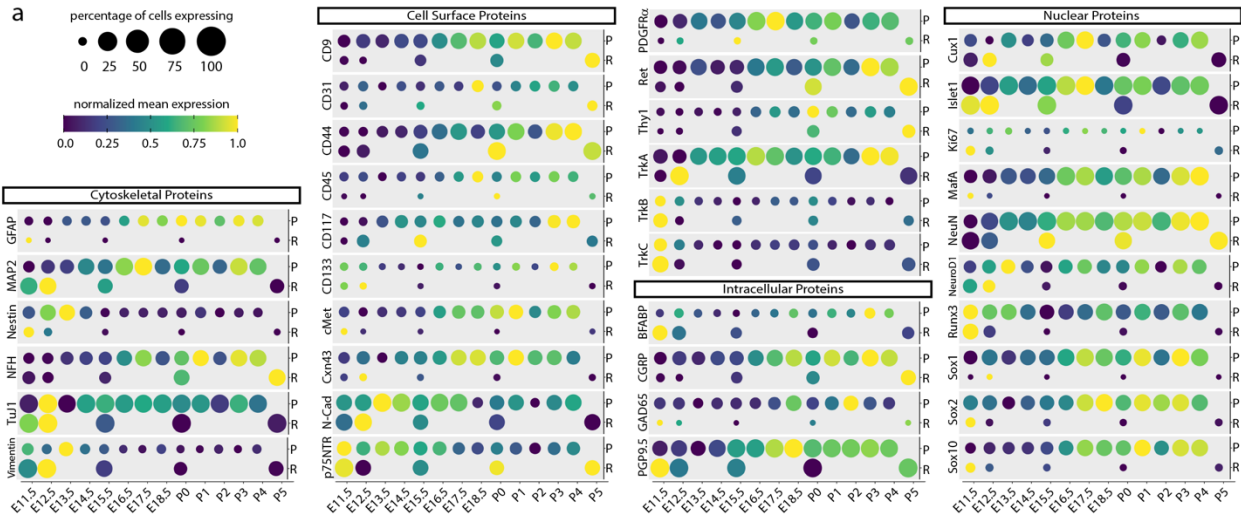 a
percentage of cells expressing
0 25 50 75 100
normalized mean expression
0.0 0.25 0.5 0.75 1.0
Cytoskeletal Proteins
GFAP P
R
MAP2 P
R
Nestin P
R
NFH P
R
TuJ1 P
R
Vimentin P
R
E11.5 E12.5 E13.5 E14.5 E15.5 E16.5 E17.5 E18.5 P0 P1 P2 P3 P4 P5
Cell Surface Proteins
CD9 P
R
CD31 P
R
CD44 P
R
CD45 P
R
CD117 P
R
CD133 P
R
cMet P
R
Cxn43 P
R
N-Cad P
R
p75NTR P
R
E11.5 E12.5 E13.5 E14.5 E15.5 E16.5 E17.5 E18.5 P0 P1 P2 P3 P4 P5
PDGFRα P
R
Ret P
R
Thy1 P
R
TrkA P
R
TrkB P
R
TrkC P
R
Intracellular Proteins
BFABP P
R
CGRP P
R
GAD65 P
R
PGP9.5 P
R
E11.5 E12.5 E13.5 E14.5 E15.5 E16.5 E17.5 E18.5 P0 P1 P2 P3 P4 P5
Nuclear Proteins
Cux1 P
R
Islet1 P
R
Ki67 P
R
MafA P
R
NeuN P
R
NeuroD1 P
R
Runx3 P
R
Sox1 P
R
Sox2 P
R
Sox10 P
R
E11.5 E12.5 E13.5 E14.5 E15.5 E16.5 E17.5 E18.5 P0 P1 P2 P3 P4 P5